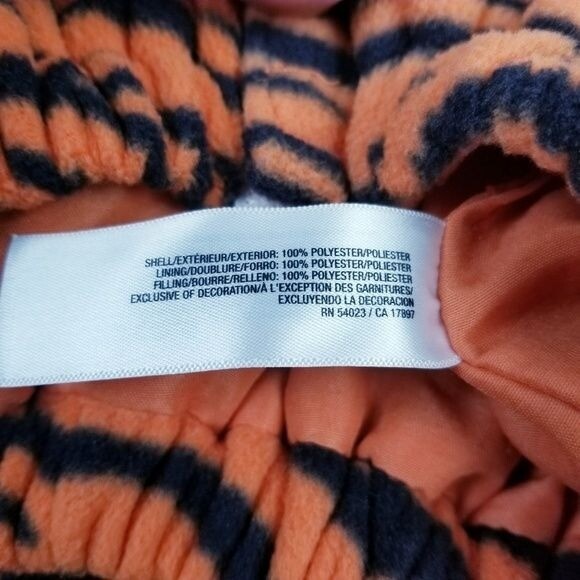 SHELL/EXTÉRIEUR/EXTERIOR: 100% POLYESTER/POLIESTER
LINING/DOUBLURE/FORRO: 100% POLYESTER/POLIESTER
FILLING/BOURRE/RELLENO: 100% POLYESTER/POLIESTER
EXCLUSIVE OF DECORATION/À L'EXCEPTION DES GARNITURES/
EXCLUYENDO LA DECORACION
RN 54023 / CA 17897